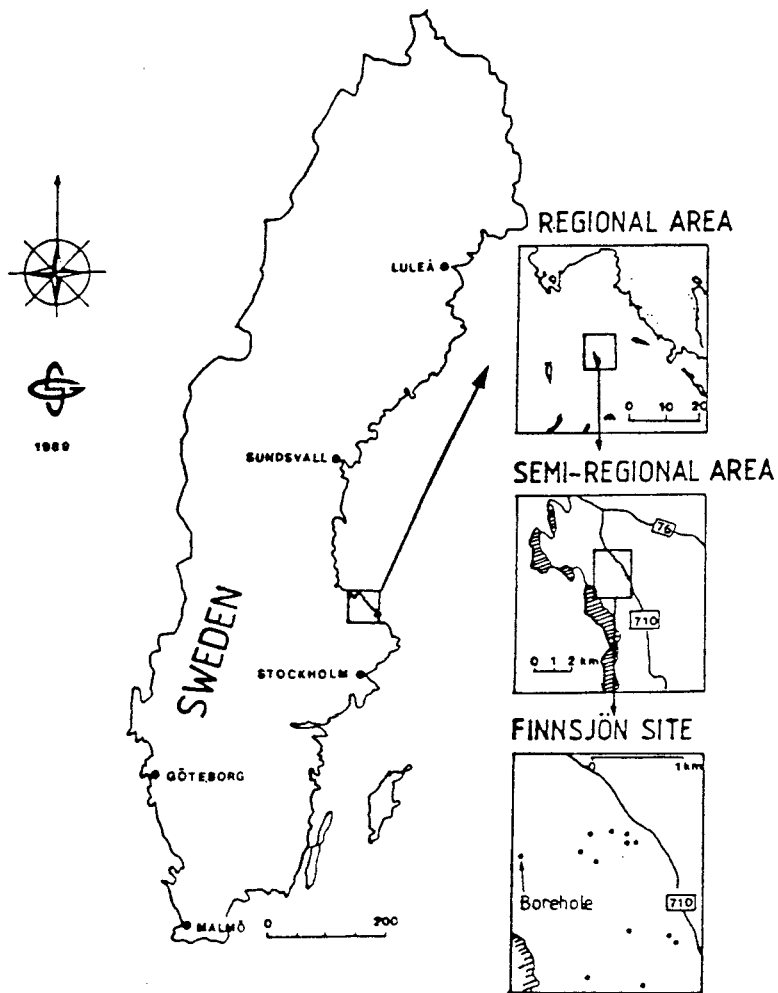 REGIONAL AREA
LULEÅ
0 10 20
1989
SUNDSVALL
SEMI-REGIONAL AREA
76
710
0 1 2 km
SWEDEN
STOCKHOLM
FINNSJÖN SITE
0 1 km
GÖTEBORG
Borehole
710
MALMÖ
0 200